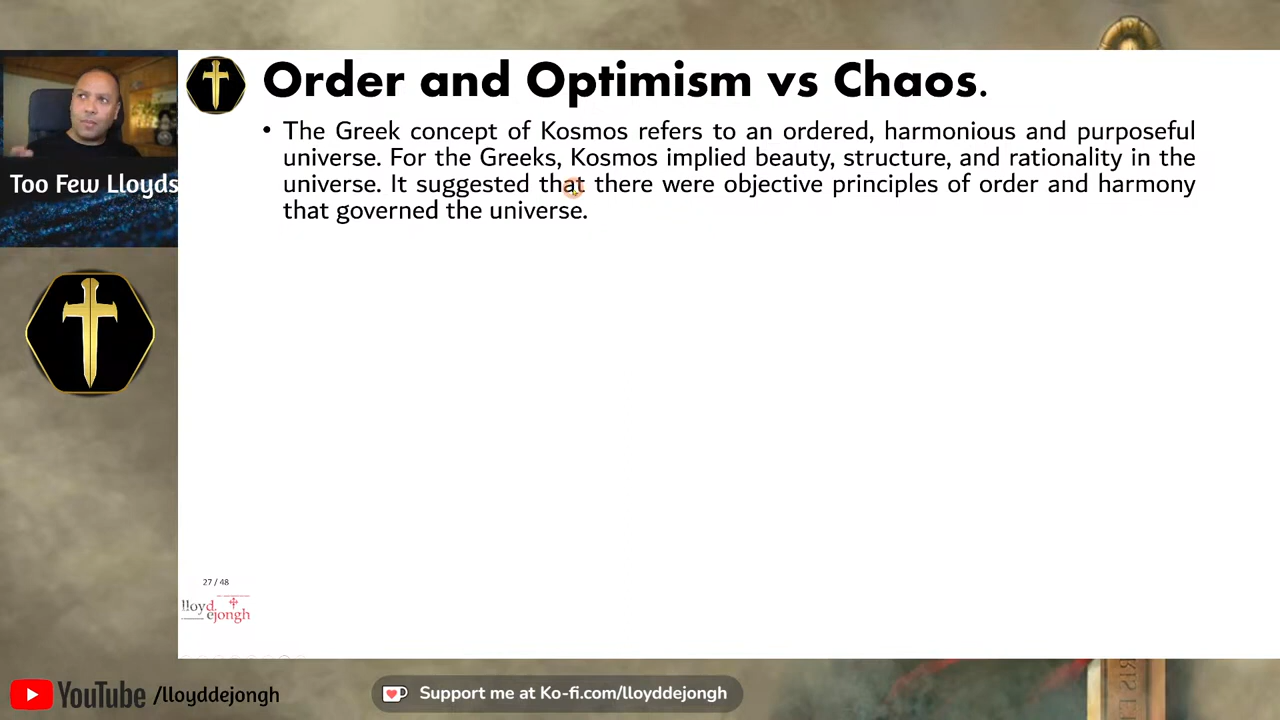 Order and Optimism vs Chaos.
• The Greek concept of Kosmos refers to an ordered, harmonious and purposeful
universe. For the Greeks, Kosmos implied beauty, structure, and rationality in the
universe. It suggested that there were objective principles of order and harmony
that governed the universe.
Too Few Lloyds
27 / 48
lloyd
ejongh
YouTube /lloyddejongh
Support me at Ko-fi.com/lloyddejongh